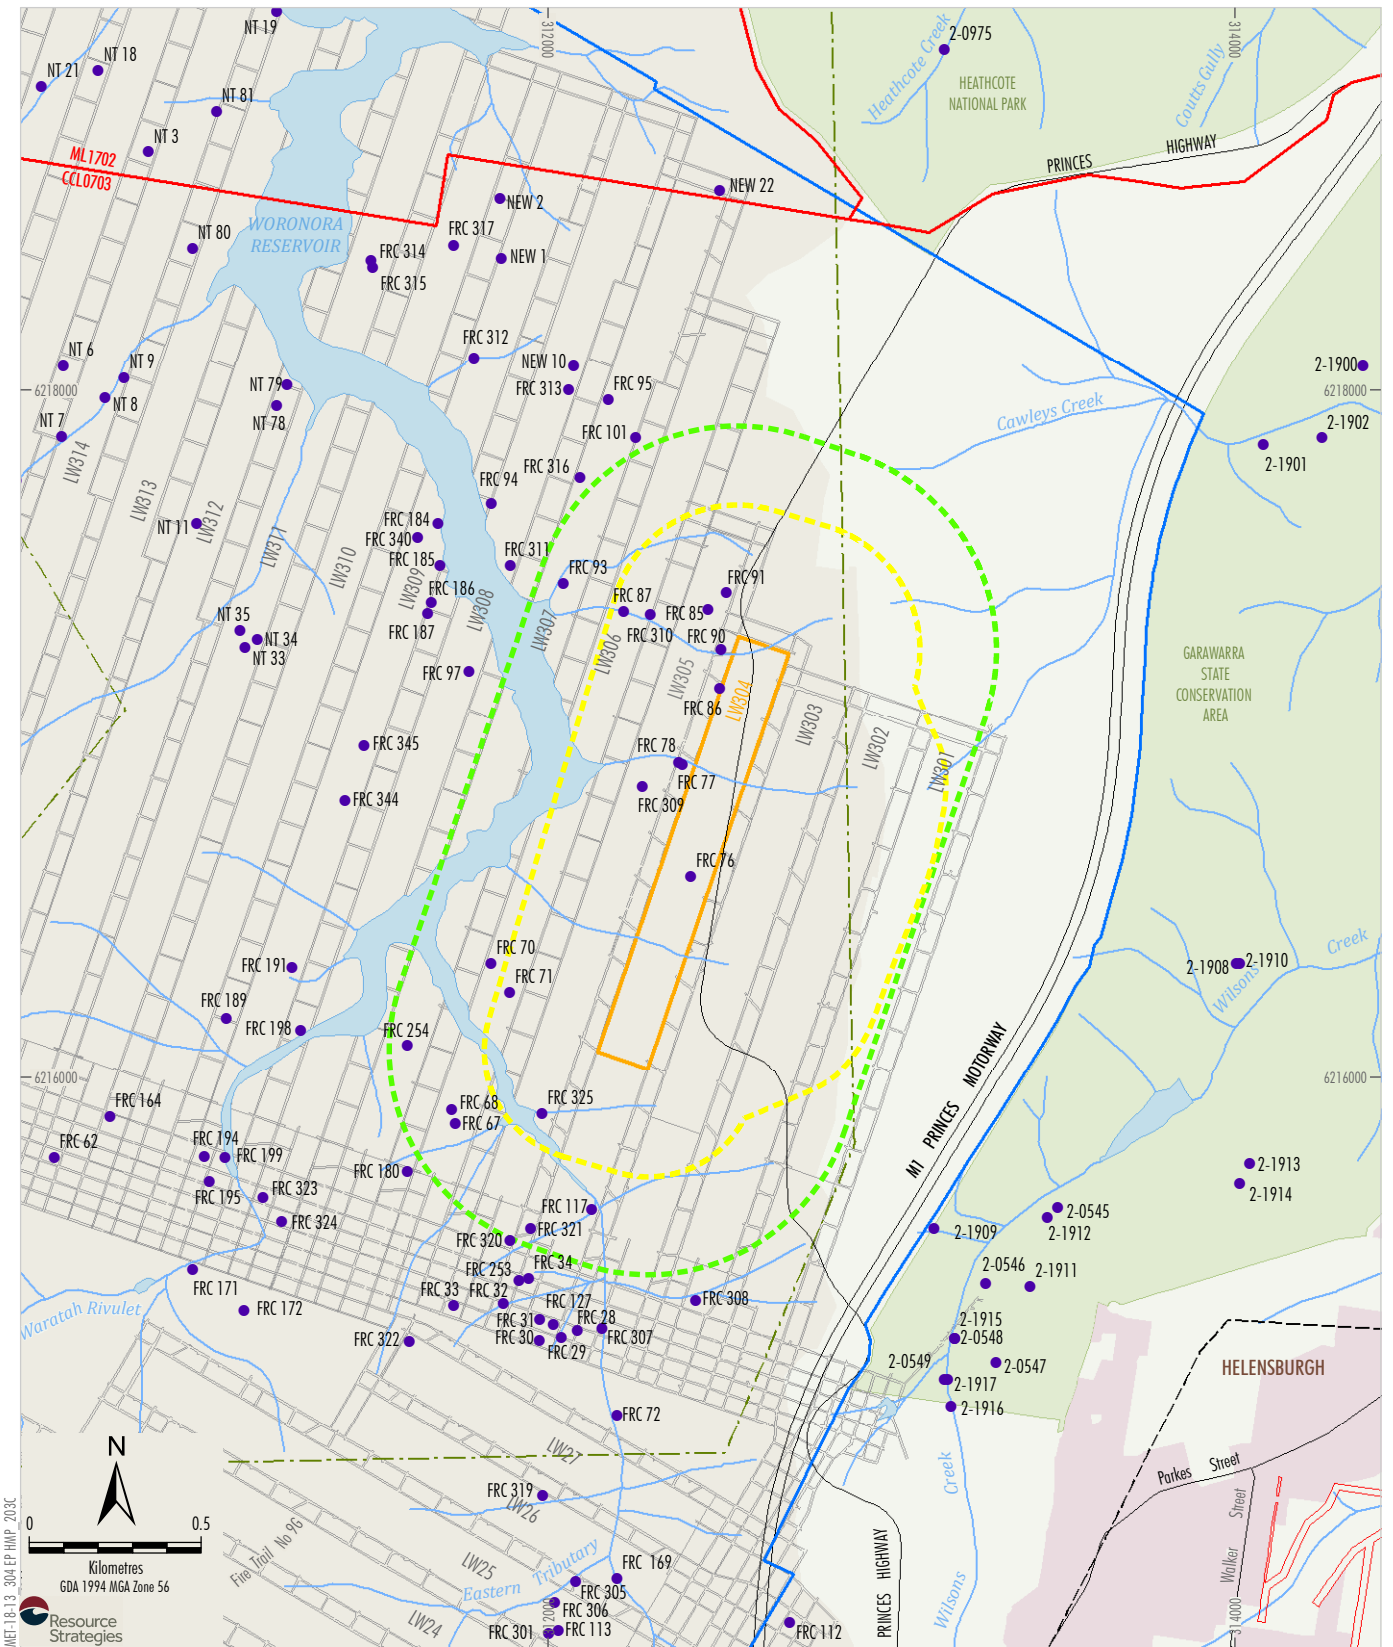 NT 19
312000
314000
NT 18
NT 21
NT 81
NT 3
2-0975
Heathcote Creek
HEATHCOTE
NATIONAL PARK
Coutts Gully
ML1702
CCL0703
PRINCES
HIGHWAY
NEW 22
NEW 2
WORONORA
RESERVOIR
NT 80
FRC 317
FRC 314
FRC 315
NEW 1
FRC 312
NEW 10
FRC 313
FRC 95
NT 6
NT 9
NT 8
NT 79
NT 78
6218000
6218000
2-1900
2-1902
2-1901
Cawleys Creek
NT 7
FRC 101
FRC 316
FRC 94
LW314
LW313
LW312
LW311
LW310
LW309
LW308
LW307
LW306
LW305
LW304
LW303
LW302
LW301
NT 11
FRC 184
FRC 340
FRC 185
FRC 311
FRC 93
FRC 186
FRC 187
FRC 87
FRC 91
FRC 85
FRC 310
FRC 90
NT 35
NT 34
NT 33
FRC 97
FRC 86
GARAWARRA
STATE
CONSERVATION
AREA
FRC 345
FRC 344
FRC 78
FRC 77
FRC 309
FRC 76
FRC 191
FRC 70
FRC 71
FRC 189
FRC 198
FRC 254
2-1908
2-1910
Wilsons
Creek
6216000
6216000
M1 PRINCES MOTORWAY
FRC 164
FRC 62
FRC 68
FRC 67
FRC 325
FRC 194
FRC 199
FRC 195
FRC 180
FRC 323
FRC 324
FRC 117
FRC 321
FRC 320
2-1913
2-1914
2-0545
2-1912
2-1909
FRC 171
FRC 172
FRC 253
FRC 34
FRC 33
FRC 32
FRC 127
FRC 31
FRC 28
FRC 30
FRC 29
FRC 307
FRC 308
FRC 322
2-0546
2-1911
2-1915
2-0548
2-0547
2-0549
2-1917
2-1916
Waratah Rivulet
HELENSBURGH
FRC 72
LW27
FRC 319
LW26
LW25
LW24
Fire Trail No 9G
Eastern Tributary
FRC 169
FRC 305
FRC 306
FRC 301
FRC 113
FRC 112
312000
314000
PRINCES HIGHWAY
Wilsons
Creek
Parkes Street
Walker Street
N
0
0.5
Kilometres
GDA 1994 MGA Zone 56
Resource
Strategies
MET-18-13_304 EP HMP_203C